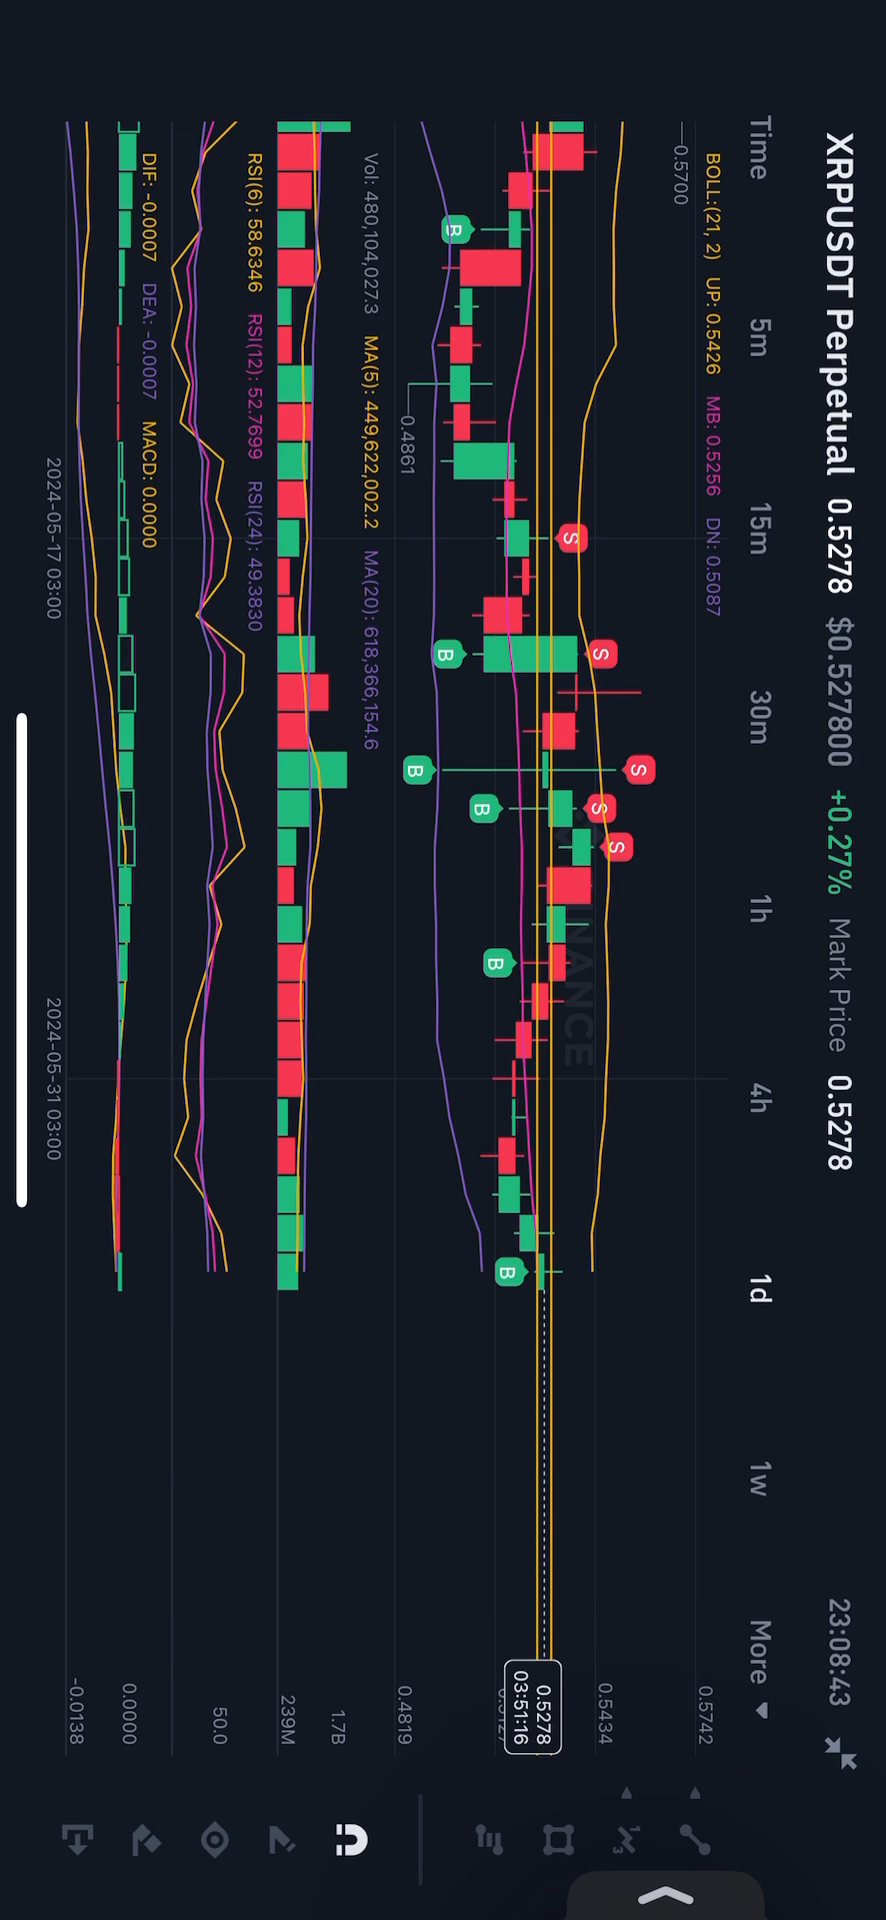 XRPUSDT Perpetual 0.5278 $0.527800 +0.27% Mark Price 0.5278 23:08:43
Time 5m 15m 30m 1h 4h 1d 1w More
BOLL:(21, 2) UP: 0.5426 MB: 0.5256 DN: 0.5087
0.5742
0.5700
S
S
S
S
S
0.5434
0.5278
03:51:16
B
B
B
B
B
B
0.4861
0.4819
Vol: 480,104,027.3 MA(5): 449,622,002.2 MA(20): 618,366,154.6
1.7B
239M
RSI(6): 58.6346 RSI(12): 52.7699 RSI(24): 49.3830
50.0
DIF: -0.0007 DEA: -0.0007 MACD: 0.0000
0.0000
-0.0138
2024-05-17 03:00 2024-05-31 03:00